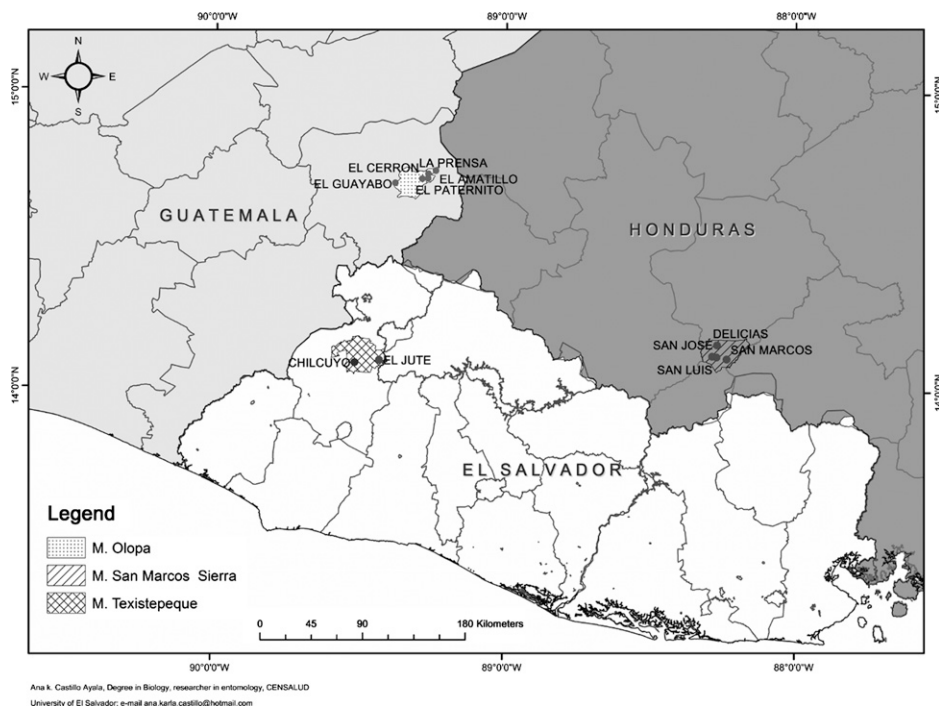 90°0'0"W 89°0'0"W 88°0'0"W
N
W E
S
15°0'0"N 15°0'0"N
LA PRENSA
EL CERRON
EL AMATILLO
EL GUAYABO
EL PATERNITO
GUATEMALA
HONDURAS
DELICIAS
SAN JOSÉ
SAN MARCOS
CHILCUYO EL JUTE
SAN LUIS
14°0'0"N 14°0'0"N
EL SALVADOR
Legend
M. Olopa
M. San Marcos Sierra
M. Texistepeque
0 45 90 180 Kilometers
90°0'0"W 89°0'0"W 88°0'0"W
Ana k. Castillo Ayala, Degree in Biology, researcher in entomology, CENSALUD
University of El Salvador; e-mail ana.karla.castillo@hotmail.com